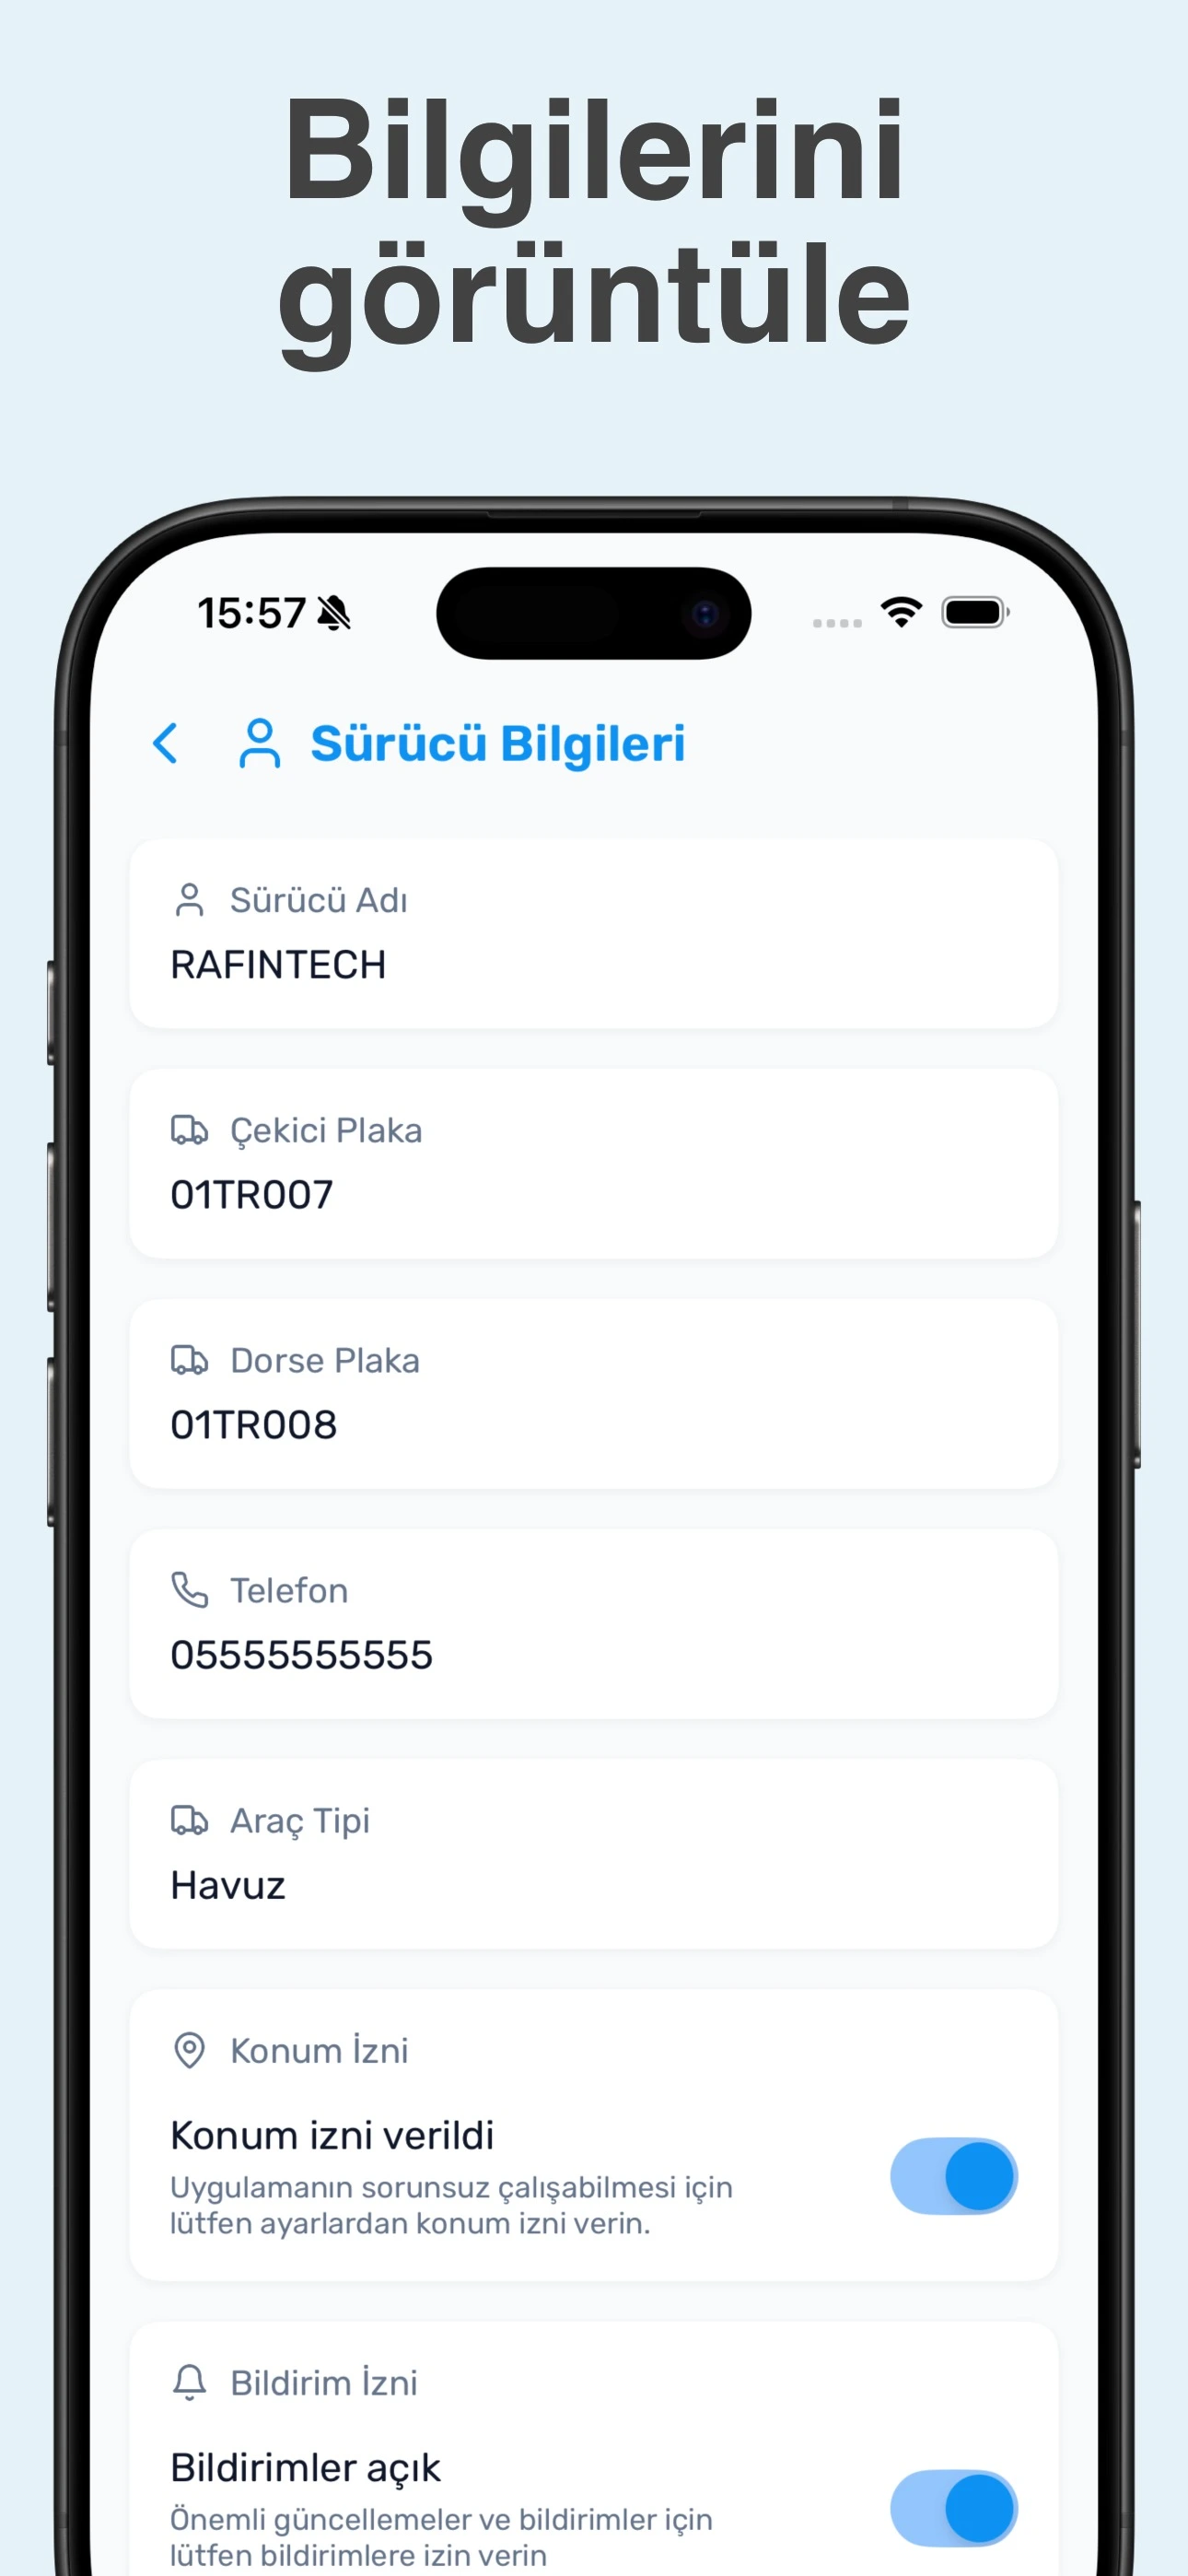 Bilgilerini
görüntüle
15:57
Sürücü Bilgileri
Sürücü Adı
RAFINTECH
Çekici Plaka
01TR007
Dorse Plaka
01TR008
Telefon
05555555555
Araç Tipi
Havuz
Konum İzni
Konum izni verildi
Uygulamanın sorunsuz çalışabilmesi için
lütfen ayarlardan konum izni verin.
Bildirim İzni
Bildirimler açık
Önemli güncellemeler ve bildirimler için
lütfen bildirimlere izin verin